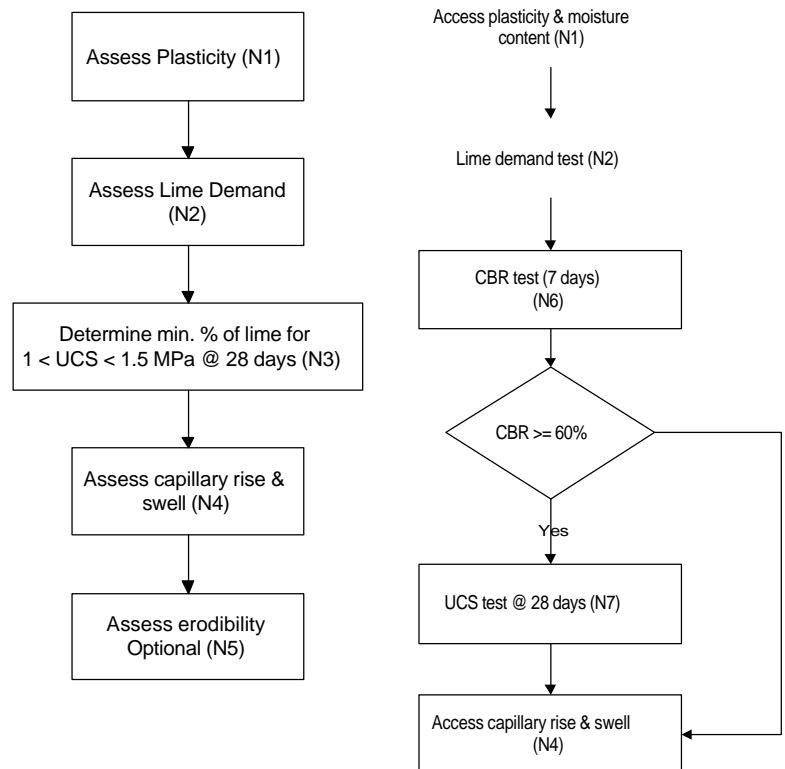 Assess Plasticity (N1)
Assess Lime Demand
(N2)
Determine min. % of lime for
1 < UCS < 1.5 MPa @ 28 days (N3)
Assess capillary rise &
swell (N4)
Assess erodibility
Optional (N5)
Access plasticity & moisture
content (N1)
Lime demand test (N2)
CBR test (7 days)
(N6)
CBR >= 60%
Yes
UCS test @ 28 days (N7)
Access capillary rise & swell
(N4)